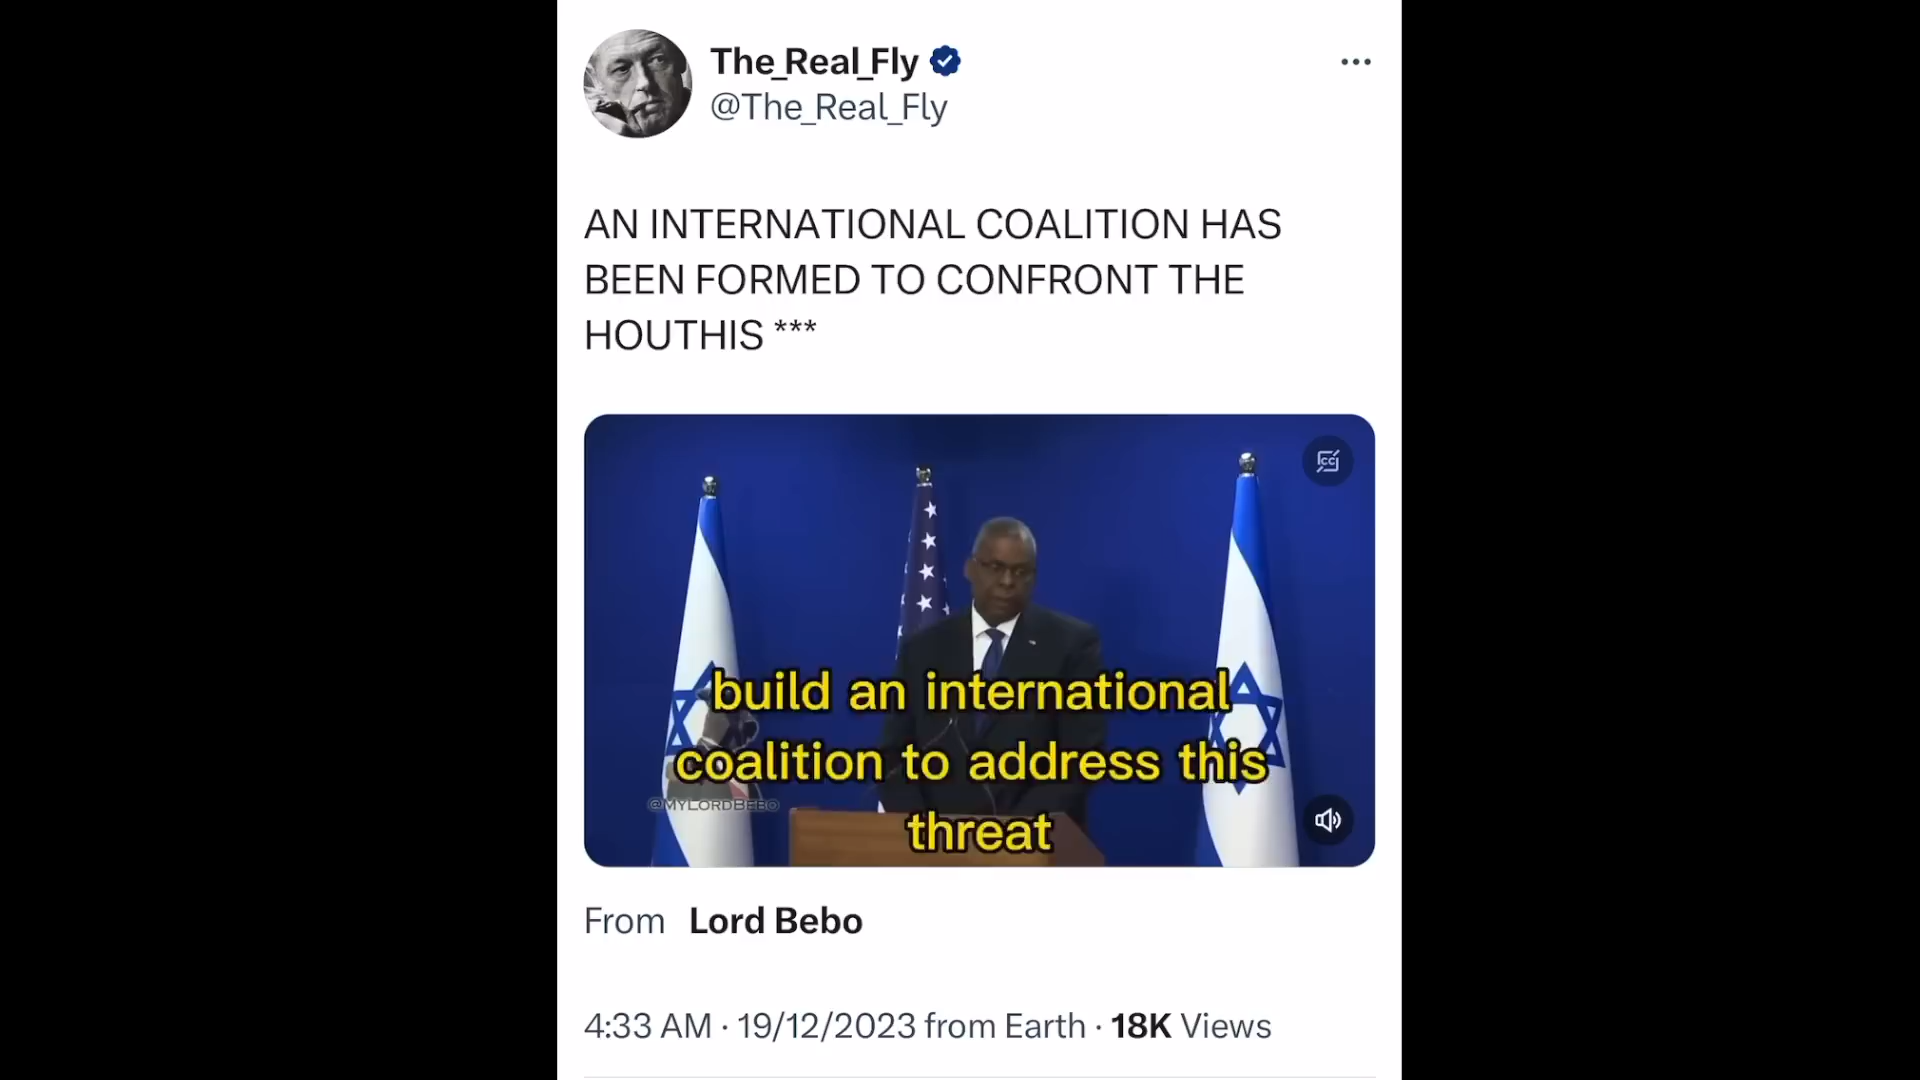 The_Real_Fly
@The_Real_Fly
AN INTERNATIONAL COALITION HAS
BEEN FORMED TO CONFRONT THE
HOUTHIS ***
CC
build an international
coalition to address this
threat
@MYLORDBEBO
From Lord Bebo
4:33 AM · 19/12/2023 from Earth · 18K Views